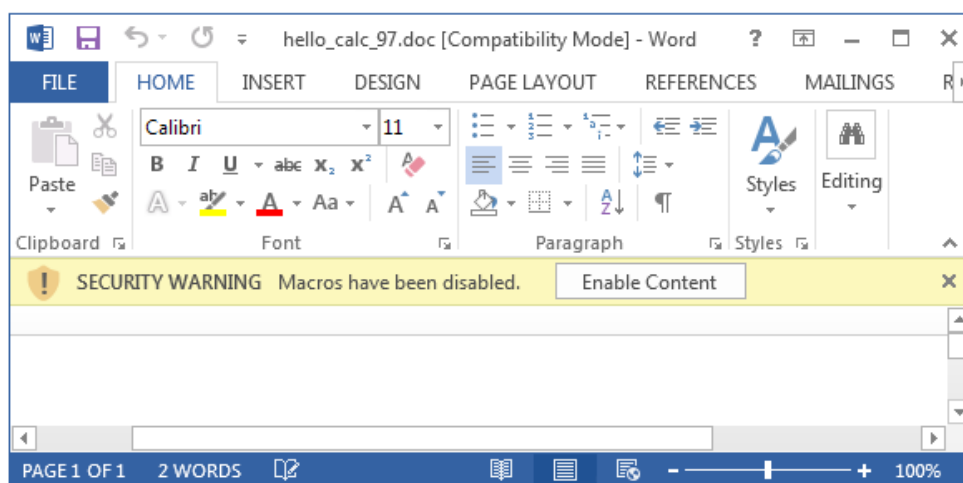 hello_calc_97.doc [Compatibility Mode] - Word ?
FILE HOME INSERT DESIGN PAGE LAYOUT REFERENCES MAILINGS R
Calibri 11
B I U abc X₂ X²
A aby A Aa A A A Z
Paste Styles Editing
Clipboard Font Paragraph Styles
! SECURITY WARNING Macros have been disabled. Enable Content
PAGE 1 OF 1 2 WORDS 100%